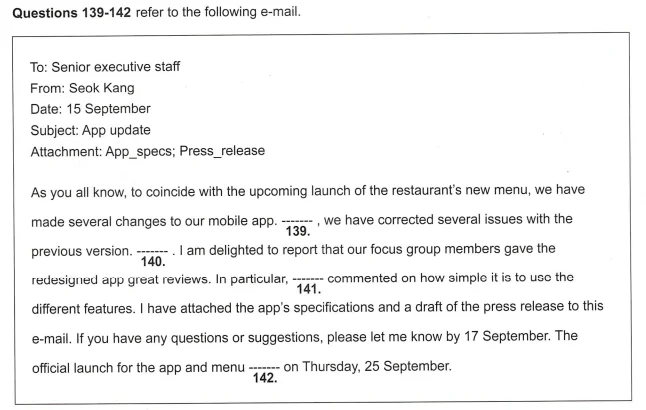 Questions 139-142 refer to the following e-mail.
To: Senior executive staff
From: Seok Kang
Date: 15 September
Subject: App update
Attachment: App_specs; Press_release
As you all know, to coincide with the upcoming launch of the restaurant's new menu, we have
made several changes to our mobile app. ------- , we have corrected several issues with the
139.
previous version. ------- . I am delighted to report that our focus group members gave the
140.
redesigned app great reviews. In particular, ------- commented on how simple it is to use the
141.
different features. I have attached the app's specifications and a draft of the press release to this
e-mail. If you have any questions or suggestions, please let me know by 17 September. The
official launch for the app and menu ------- on Thursday, 25 September.
142.